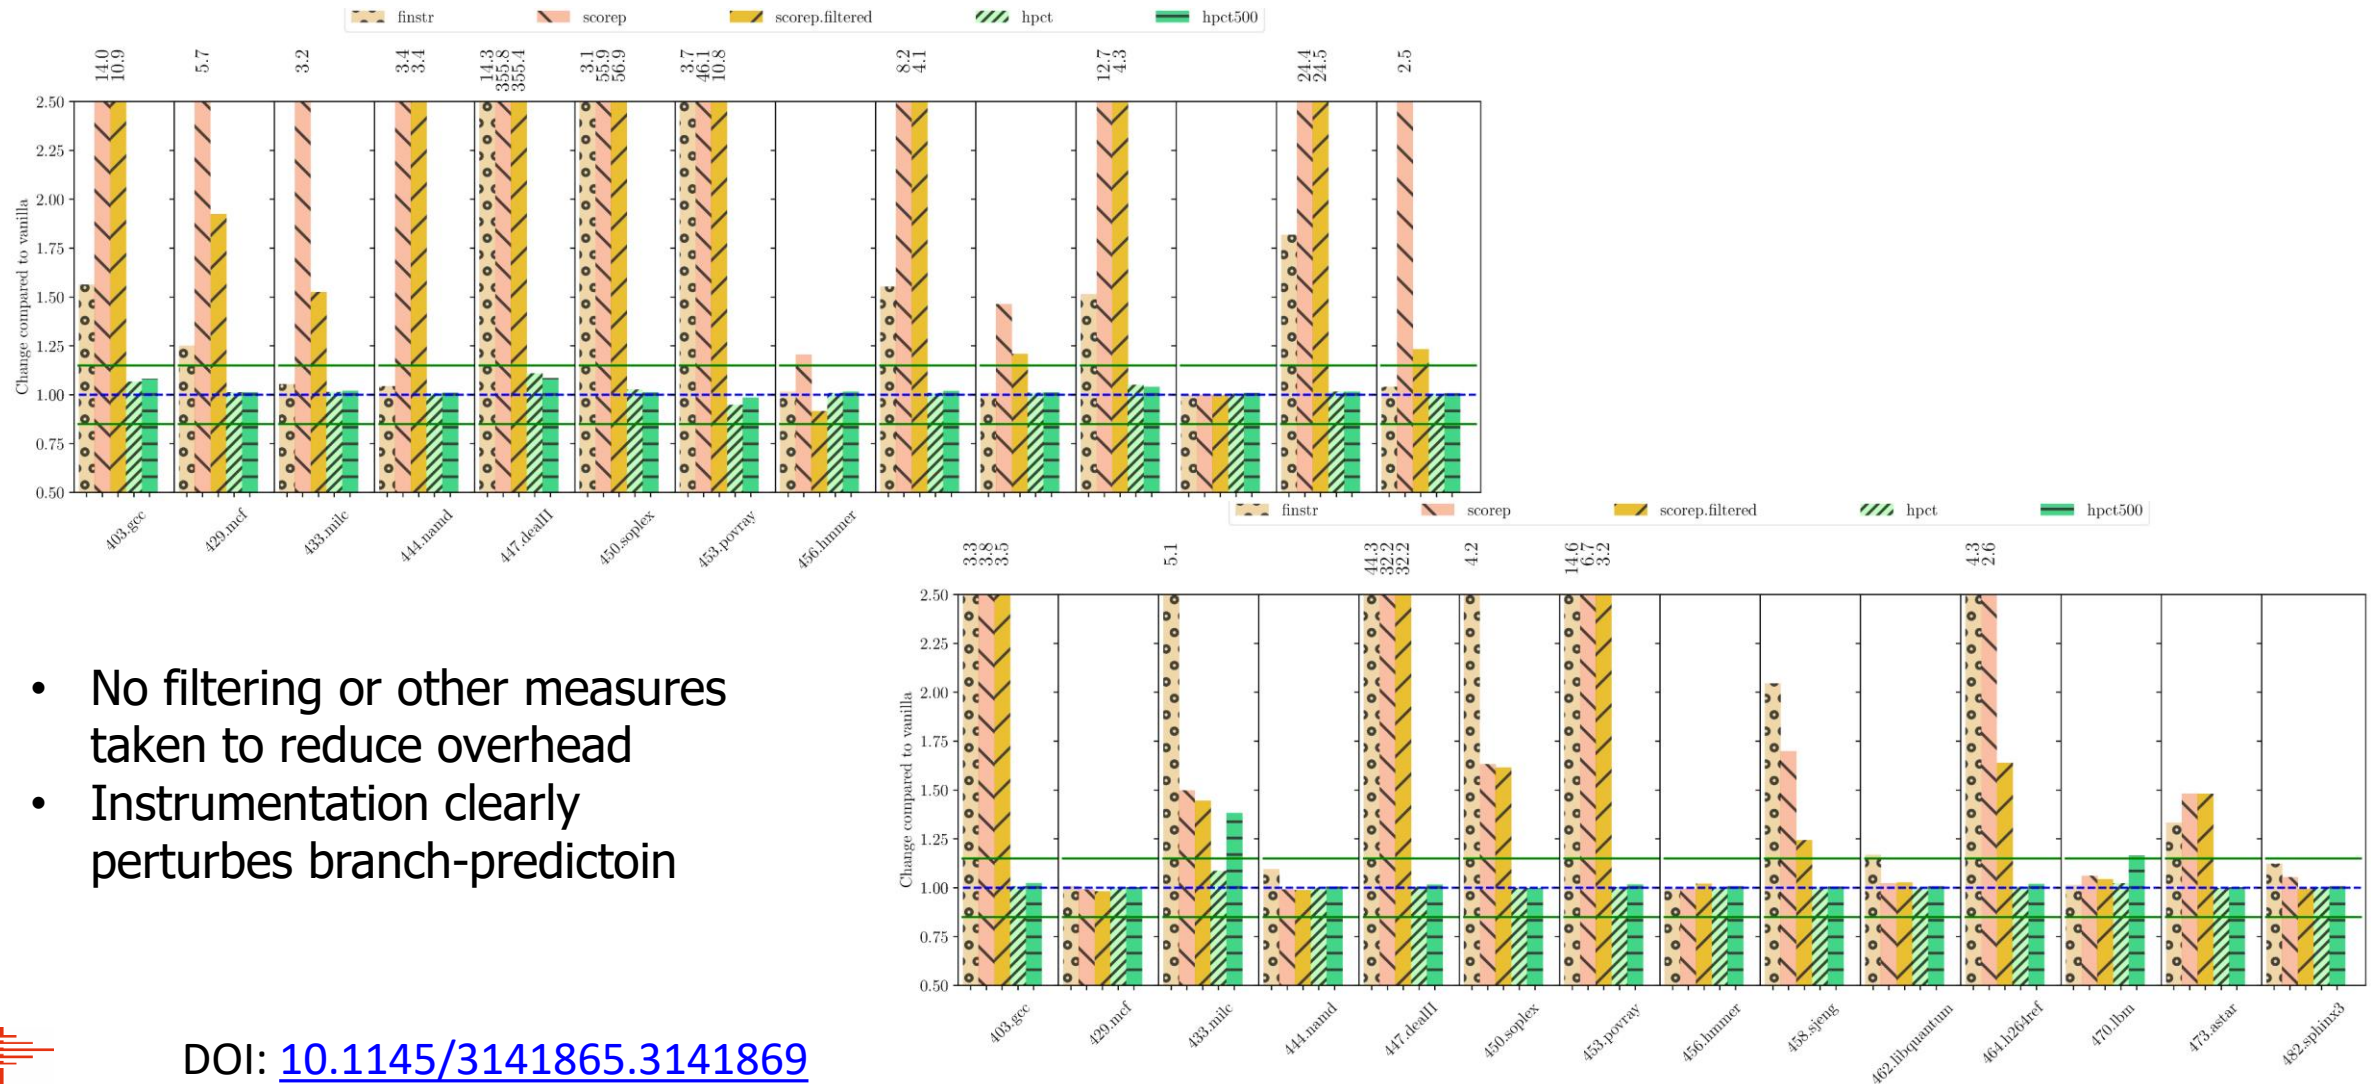 finstr scorep scorep.filtered hpct hpct500
14.0 10.9 5.7 3.2 3.4 3.4 14.3 355.8 355.4 3.1 55.9 56.9 3.7 46.1 10.8 8.2 4.1 12.7 4.3 24.4 24.5 2.5
Change compared to vanilla
2.50
2.25
2.00
1.75
1.50
1.25
1.00
0.75
0.50
403.gcc 429.mcf 433.milc 444.namd 447.dealII 450.soplex 453.povray 456.hmmer
finstr scorep scorep.filtered hpct hpct500
33.3 33.8 3.5 5.1 44.3 32.2 32.2 4.2 14.6 6.7 3.2 4.3 2.6
Change compared to vanilla
2.50
2.25
2.00
1.75
1.50
1.25
1.00
0.75
0.50
403.gcc 429.mcf 433.milc 444.namd 447.dealII 450.soplex 453.povray 456.hmmer 458.sjeng 462.libquantum 464.h264ref 470.lbm 473.astar 482.sphinx3
• No filtering or other measures
taken to reduce overhead
• Instrumentation clearly
perturbes branch-predictoin
DOI: 10.1145/3141865.3141869